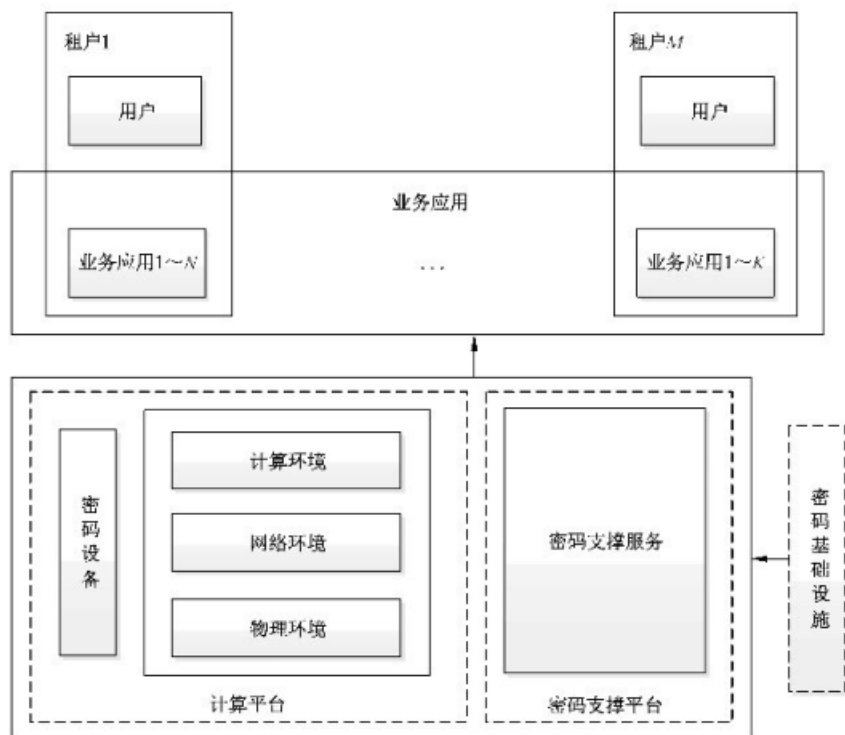 租户1
租户M
用户
用户
业务应用
业务应用1～N
...
业务应用1～K
密码设备
计算环境
网络环境
物理环境
计算平台
密码支撑服务
密码支撑平台
密码基础设施